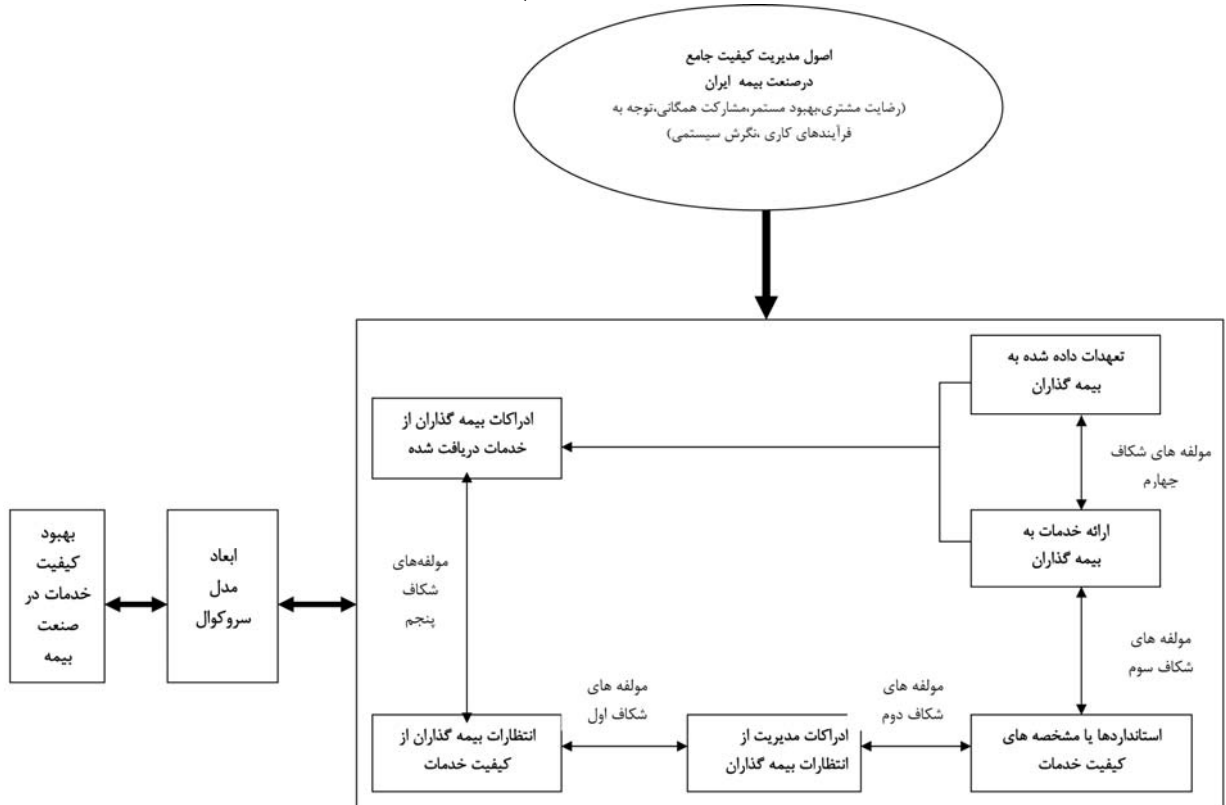 اصول مدیریت کیفیت جامع
درصنعت بیمه ایران
(رضایت مشتری،بهبود مستمر،مشارکت همگانی،توجه به
فرآیندهای کاری ،نگرش سیستمی)
تعهدات داده شده به
بیمه گذاران
ادراکات بیمه گذاران از
خدمات دریافت شده
مولفه های شکاف
چهارم
ارائه خدمات به
بیمه گذاران
مولفه‌های
شکاف
پنجم
ابعاد
مدل
سروکوال
بهبود
کیفیت
خدمات در
صنعت
بیمه
مولفه های
شکاف سوم
مولفه های
شکاف دوم
مولفه های
شکاف اول
استانداردها یا مشخصه های
کیفیت خدمات
ادراکات مدیریت از
انتظارات بیمه گذاران
انتظارات بیمه گذاران از
کیفیت خدمات